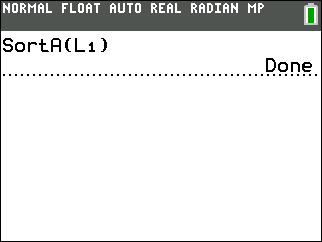 NORMAL FLOAT AUTO REAL RADIAN MP
SortA(L₁)
Done